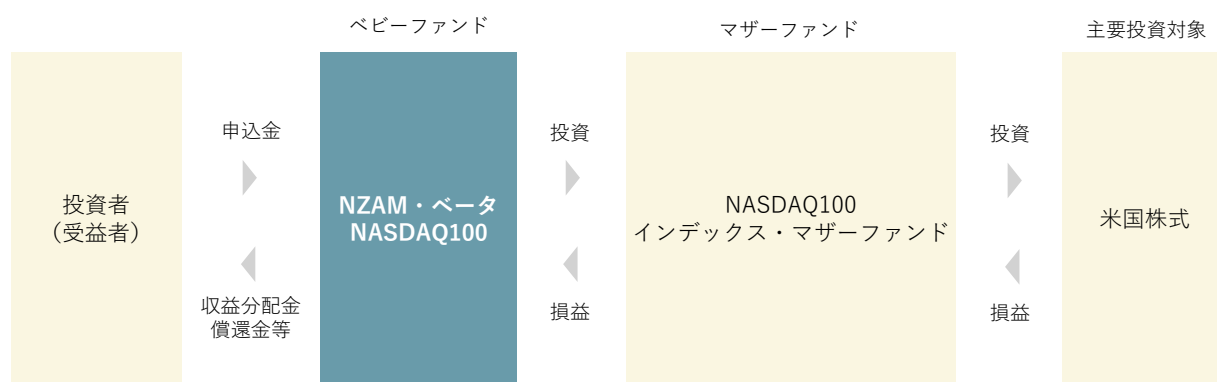 ベビーファンド
マザーファンド
主要投資対象
投資者
（受益者）
申込金
収益分配金
償還金等
NZAM・ベータ
NASDAQ100
投資
損益
NASDAQ100
インデックス・マザーファンド
投資
損益
米国株式